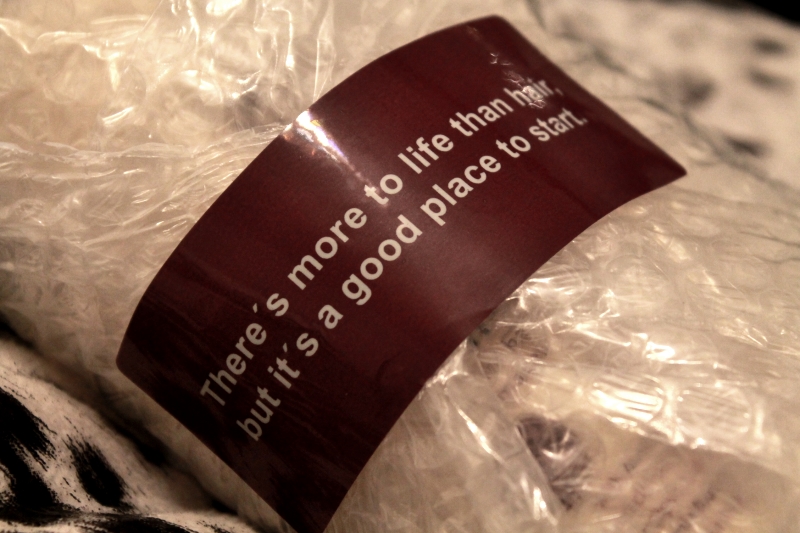 There´s more to life than hair,
but it´s a good place to start.